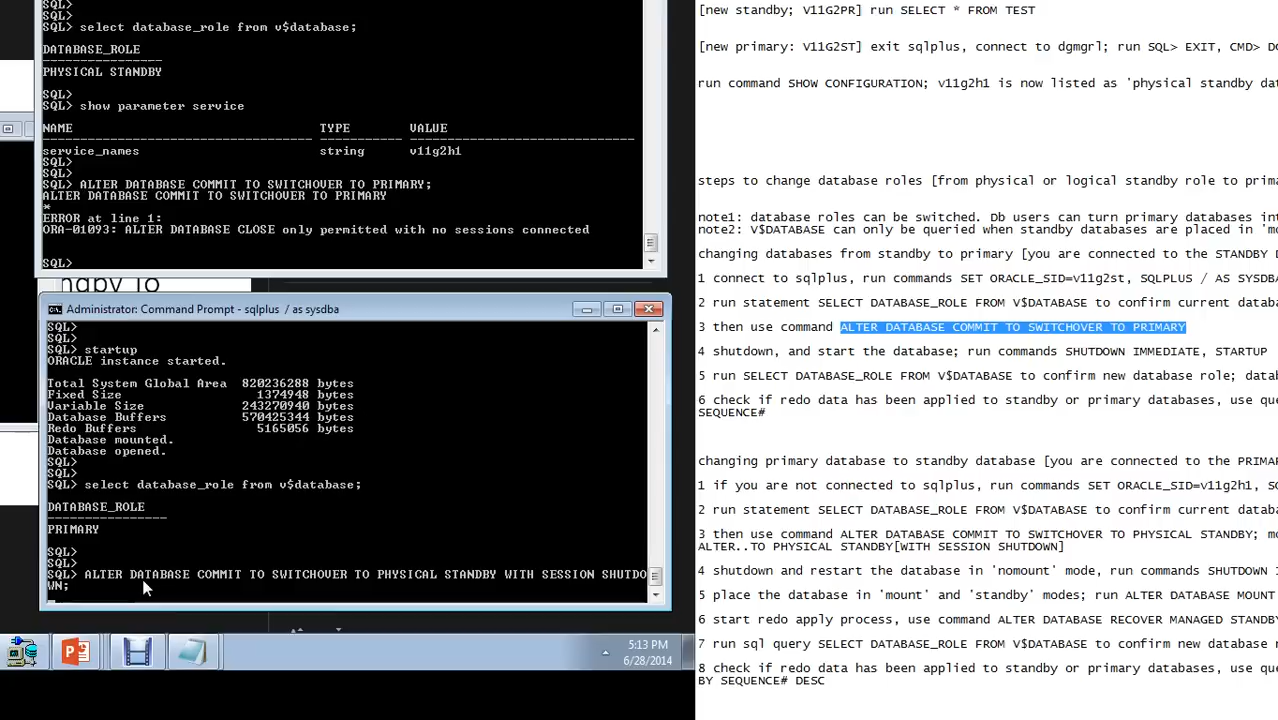 SQL>
SQL>
SQL> select database_role from v$database;
DATABASE_ROLE
----------------
PHYSICAL STANDBY
SQL>
SQL> show parameter service
NAME TYPE VALUE
------------------------------------ ----------- ------------------------------
service_names string v11g2h1
SQL>
SQL>
SQL> ALTER DATABASE COMMIT TO SWITCHOVER TO PRIMARY;
ALTER DATABASE COMMIT TO SWITCHOVER TO PRIMARY
*
ERROR at line 1:
ORA-01093: ALTER DATABASE CLOSE only permitted with no sessions connected
SQL>
Administrator: Command Prompt - sqlplus / as sysdba
SQL>
SQL>
SQL> startup
ORACLE instance started.
Total System Global Area 820236288 bytes
Fixed Size 1374948 bytes
Variable Size 243270940 bytes
Database Buffers 570425344 bytes
Redo Buffers 5165056 bytes
Database mounted.
Database opened.
SQL>
SQL>
SQL> select database_role from v$database;
DATABASE_ROLE
----------------
PRIMARY
SQL>
SQL>
SQL> ALTER DATABASE COMMIT TO SWITCHOVER TO PHYSICAL STANDBY WITH SESSION SHUTDO
WN;
5:13 PM
6/28/2014
[new standby; V11G2PR] run SELECT * FROM TEST
[new primary: V11G2ST] exit sqlplus, connect to dgmgrl; run SQL> EXIT, CMD>
run command SHOW CONFIGURATION; v11g2h1 is now listed as 'physical standby
steps to change database roles [from physical or logical standby role to
note1: database roles can be switched. Db users can turn primary databases
note2: V$DATABASE can only be queried when standby databases are placed in
changing databases from standby to primary [you are connected to the STANDBY
1 connect to sqlplus, run commands SET ORACLE_SID=v11g2st, SQLPLUS / AS
2 run statement SELECT DATABASE_ROLE FROM V$DATABASE to confirm current
3 then use command ALTER DATABASE COMMIT TO SWITCHOVER TO PRIMARY
4 shutdown, and start the database; run commands SHUTDOWN IMMEDIATE, STARTUP
5 run SELECT DATABASE_ROLE FROM V$DATABASE to confirm new database role;
6 check if redo data has been applied to standby or primary databases, use
SEQUENCE#
changing primary database to standby database [you are connected to the
1 if you are not connected to sqlplus, run commands SET ORACLE_SID=v11g2h1,
2 run statement SELECT DATABASE_ROLE FROM V$DATABASE to confirm current
3 then use command ALTER DATABASE COMMIT TO SWITCHOVER TO PHYSICAL STANDBY;
ALTER..TO PHYSICAL STANDBY[WITH SESSION SHUTDOWN]
4 shutdown and restart the database in 'nomount' mode, run commands SHUTDOWN
5 place the database in 'mount' and 'standby' modes; run ALTER DATABASE MOUNT
6 start redo apply process, use command ALTER DATABASE RECOVER MANAGED STANDBY
7 run sql query SELECT DATABASE_ROLE FROM V$DATABASE to confirm new database
8 check if redo data has been applied to standby or primary databases, use
BY SEQUENCE# DESC